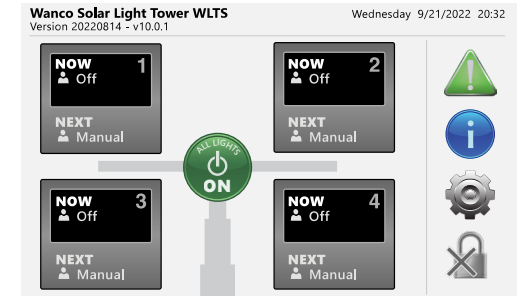 Wanco Solar Light Tower WLTS
Version 20220814 - v10.0.1
Wednesday 9/21/2022 20:32
NOW 1
Off
NEXT
Manual
NOW 2
Off
NEXT
Manual
ALL LIGHTS
ON
NOW 3
Off
NEXT
Manual
NOW 4
Off
NEXT
Manual